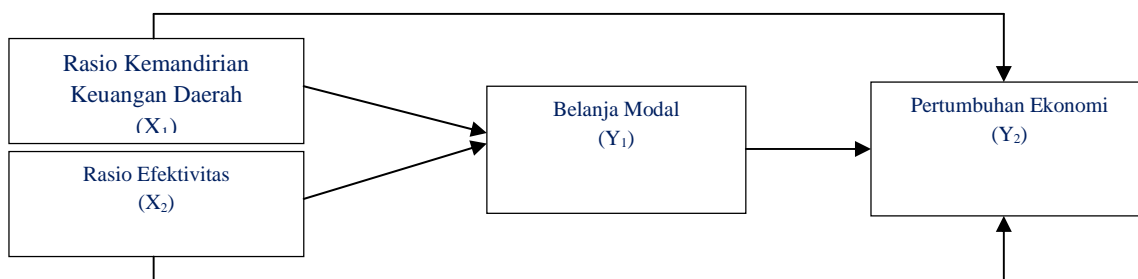 Rasio Kemandirian
Keuangan Daerah
(X₁)
Rasio Efektivitas
(X₂)
Belanja Modal
(Y₁)
Pertumbuhan Ekonomi
(Y₂)